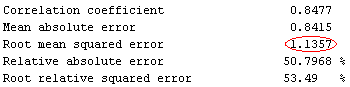 Correlation coefficient 0.8477
Mean absolute error 0.8415
Root mean squared error 1.1357
Relative absolute error 50.7968 %
Root relative squared error 53.49 %